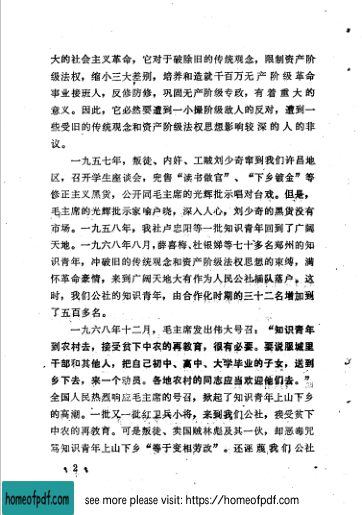 大的社会主义革命，它对于破除旧的传统观念，限制资产阶
级法权，缩小三大差别，培养和造就千百万无产阶级革命
事业接班人，反修防修，巩固无产阶级专政，有着重大的
意义。因此，它必然要遭到一小撮阶级敌人的反对，遭到一
些受旧的传统观念和资产阶级法权思想影响较深的人的非
议。
一九五七年，叛徒、内奸、工贼刘少奇窜到我们许昌地
区，召开学生座谈会，兜售“读书做官”、“下乡镀金”等
修正主义黑货，公开同毛主席的光辉批示唱对台戏。但是，
毛主席的光辉批示家喻户晓，深入人心，刘少奇的黑货没有
市场。一九五八年，我社卢忠阳等一批知识青年回到了广阔
天地。一九六八年八月，薛喜梅、杜银娣等七十多名郑州的知
识青年，冲破旧的传统观念和资产阶级法权思想的束缚，满
怀革命豪情，来到广阔天地大有作为人民公社插队落户。这
时，我们公社的知识青年，由合作化时期的三十二名增加到
了五百多名。
一九六八年十二月，毛主席发出伟大号召：“知识青年
到农村去，接受贫下中农的再教育，很有必要。要说服城里
干部和其他人，把自己初中、高中、大学毕业的子女，送到
乡下去，来一个动员。各地农村的同志应当欢迎他们去。”
全国人民热烈响应毛主席的号召，掀起了知识青年上山下乡
的高潮。一批又一批红卫兵小将，来到我们公社，接受贫下
中农的再教育。可是叛徒、卖国贼林彪及其一伙，却恶毒咒
骂知识青年上山下乡“等于变相劳改”。还诬蔑我们公社
2
homeofpdf.com
see more please visit: https://homeofpdf.com